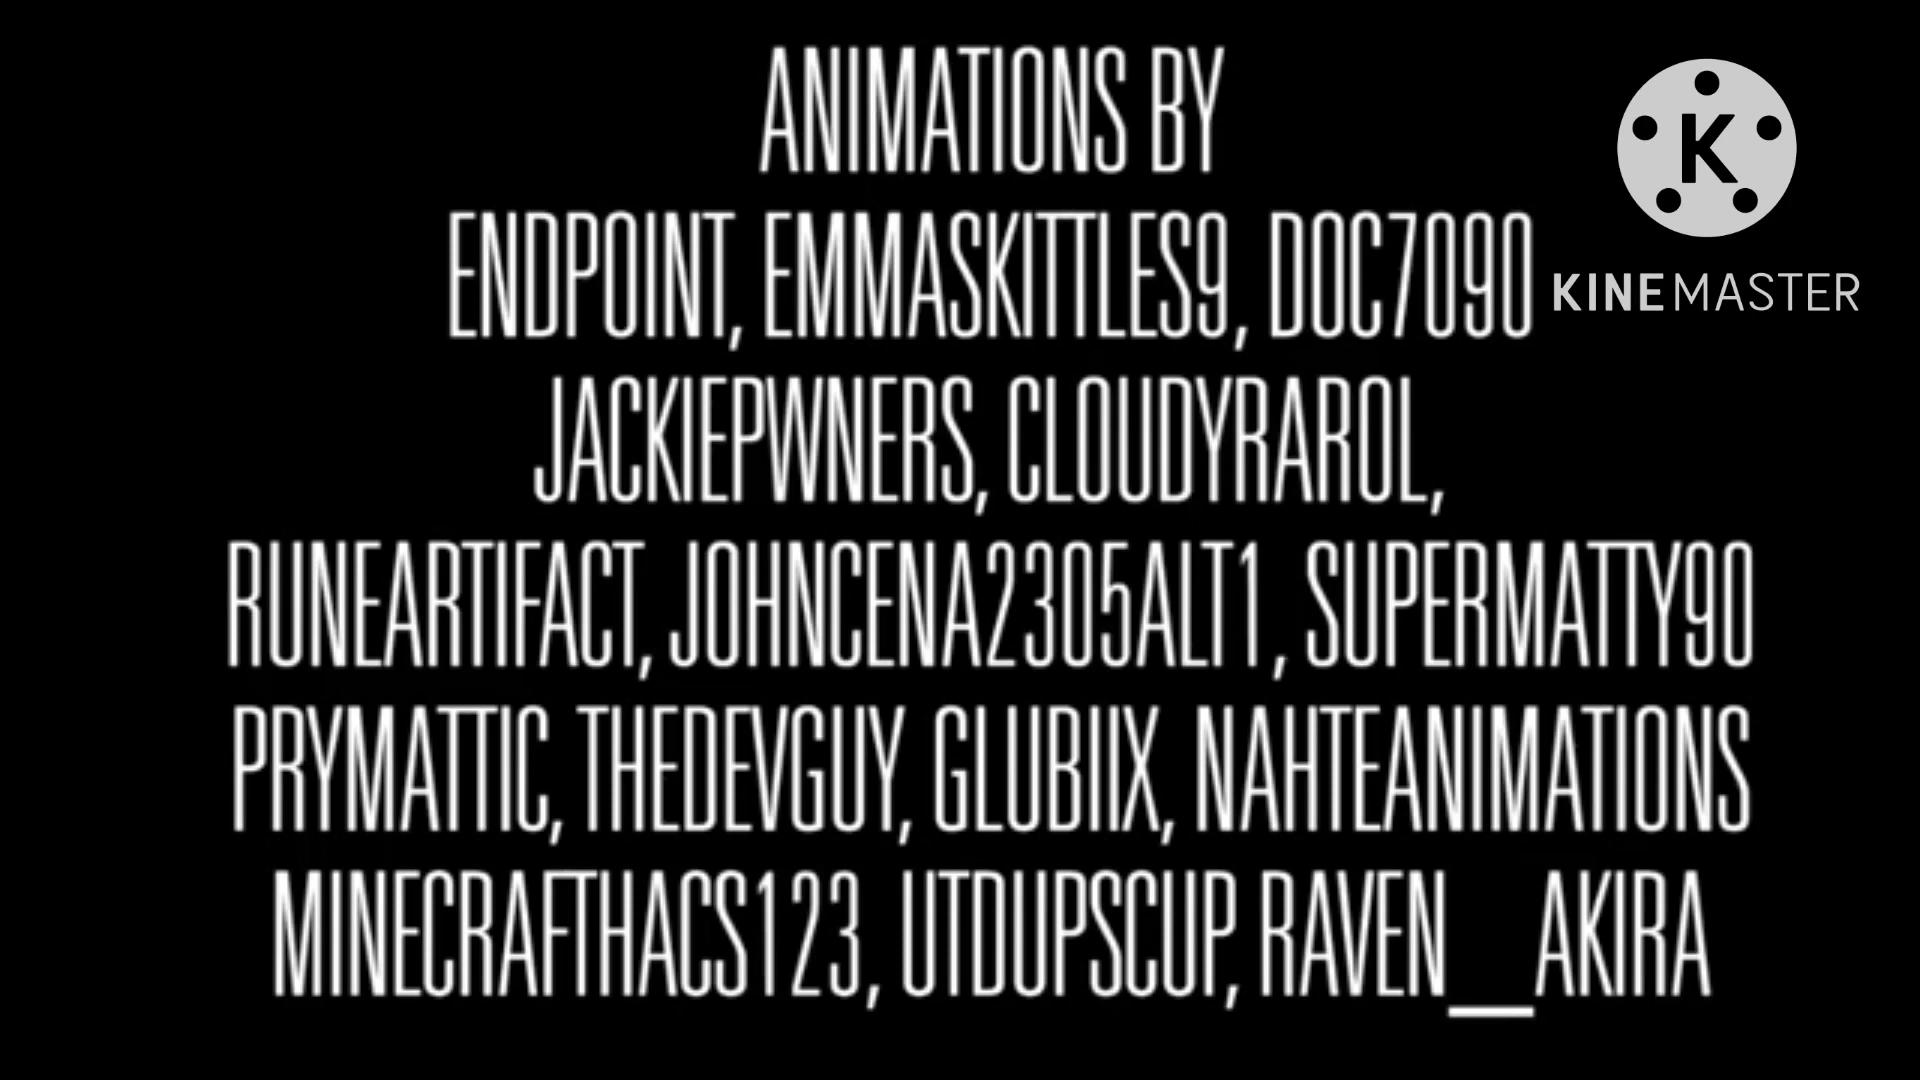 ANIMATIONS BY
ENDPOINT, EMMASKITTLES9, DOC7090
JACKIEPWNERS, CLOUDYRAROL,
RUNEARTIFACT, JOHNCENA2305ALT1, SUPERMATTY90
PRYMATTIC, THEDEVGUY, GLUBIIX, NAHTEANIMATIONS
MINECRAFTHACS123, UTDUPSCUP, RAVEN__AKIRA
K
KINEMASTER